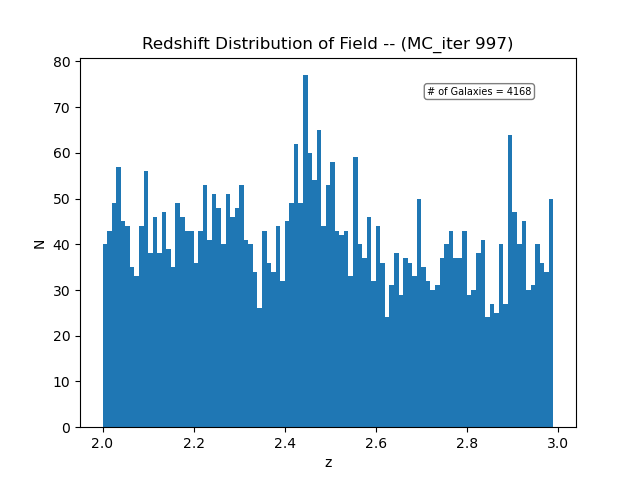 Redshift Distribution of Field -- (MC_iter 997)
# of Galaxies = 4168
80
70
60
50
40
30
20
10
0
N
2.0 2.2 2.4 2.6 2.8 3.0
z